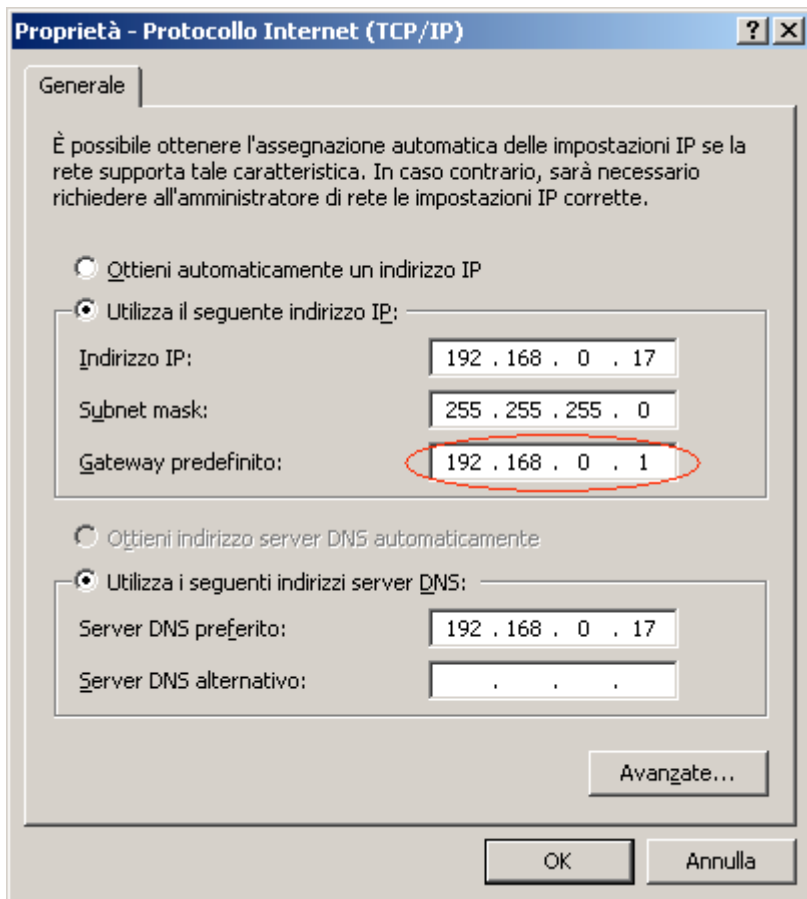 Proprietà - Protocollo Internet (TCP/IP)
Generale
È possibile ottenere l'assegnazione automatica delle impostazioni IP se la
rete supporta tale caratteristica. In caso contrario, sarà necessario
richiedere all'amministratore di rete le impostazioni IP corrette.
Ottieni automaticamente un indirizzo IP
Utilizza il seguente indirizzo IP:
Indirizzo IP: 192 . 168 . 0 . 17
Subnet mask: 255 . 255 . 255 . 0
Gateway predefinito: 192 . 168 . 0 . 1
Ottieni indirizzo server DNS automaticamente
Utilizza i seguenti indirizzi server DNS:
Server DNS preferito: 192 . 168 . 0 . 17
Server DNS alternativo: . . .
Avanzate...
OK Annulla